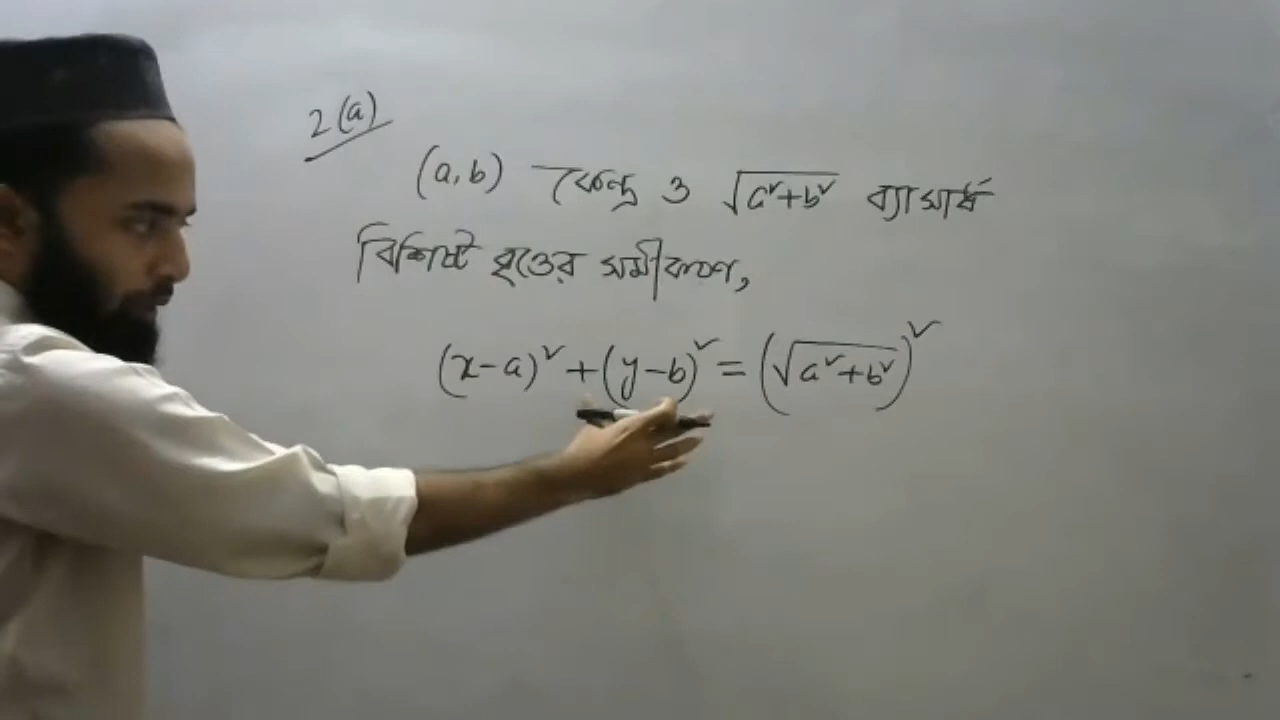 2(a)
(a,b) কেন্দ্র ও √(a²+b²) ব্যাসার্ধ
বিশিষ্ট বৃত্তের সমীকরণ,
(x-a)² + (y-b)² = (√(a²+b²))²